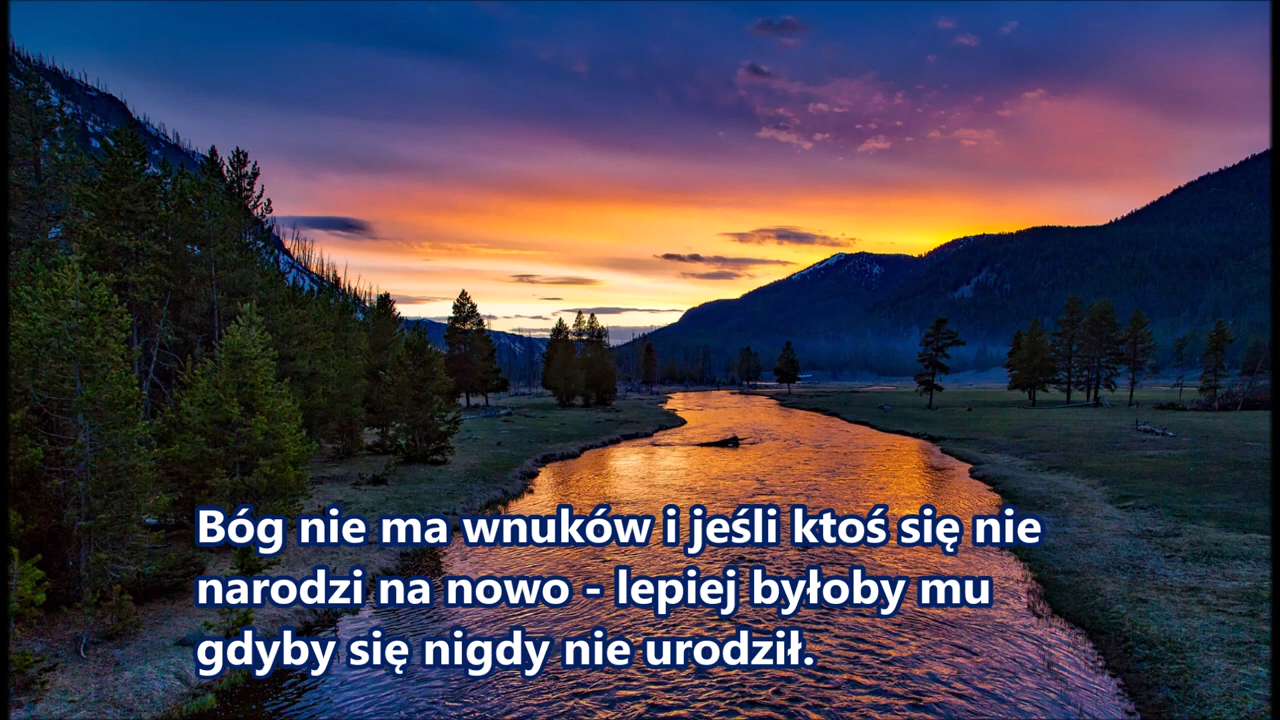 Bóg nie ma wnuków i jeśli ktoś się nie
narodzi na nowo - lepiej byłoby mu
gdyby się nigdy nie urodził.